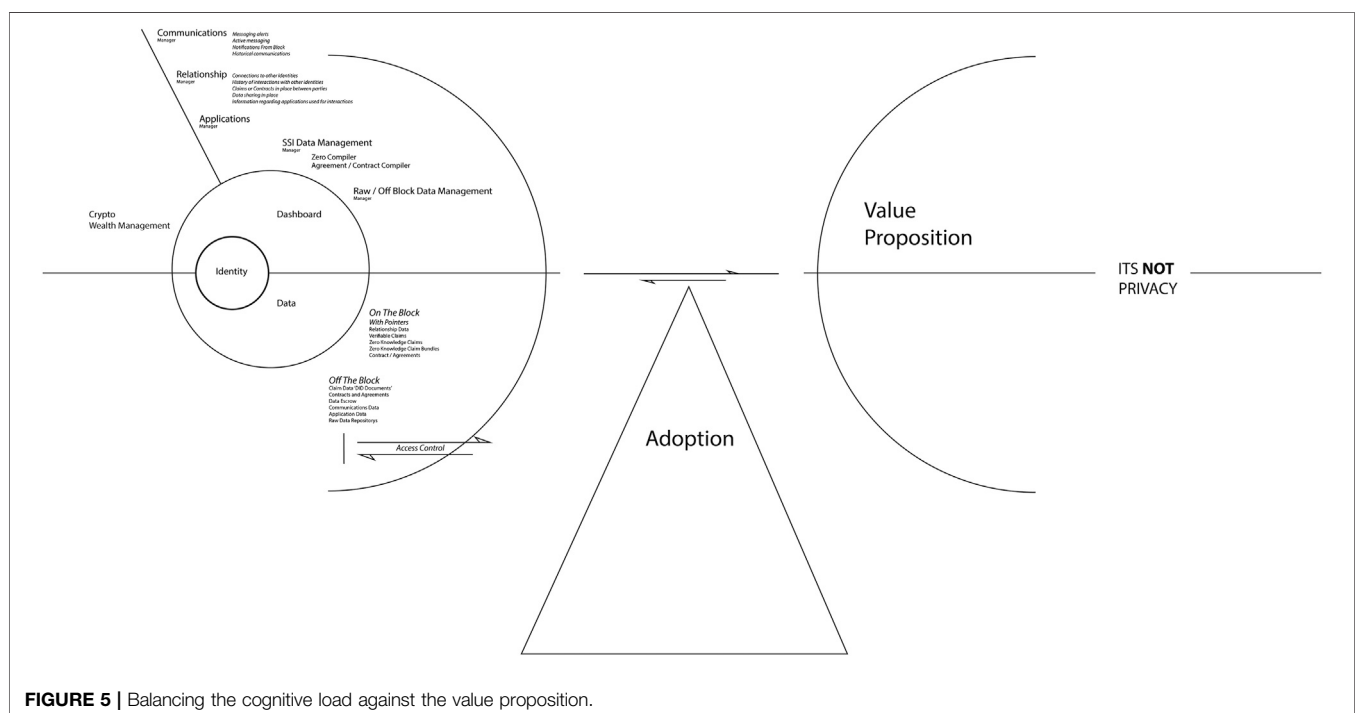 Communications
Manager
Messaging alerts
Active messaging
Notifications From Block
Historical communications
Relationship
Manager
Connections to other identities
History of interactions with other identities
Claims or Contracts in place between parties
Data sharing in place
Information regarding applications used for interactions
Applications
Manager
SSI Data Management
Manager
Zero Compiler
Agreement / Contract Compiler
Raw / Off Block Data Management
Manager
Crypto
Wealth Management
Dashboard
Identity
Data
On The Block
With Pointers
Relationship Data
Verifiable Claims
Zero Knowledge Claims
Zero Knowledge Claim Bundles
Contract / Agreements
Off The Block
Claim Data 'DID Documents'
Contracts and Agreements
Data Escrow
Communications Data
Application Data
Raw Data Repositorys
Access Control
Adoption
Value
Proposition
ITS NOT
PRIVACY
FIGURE 5 | Balancing the cognitive load against the value proposition.